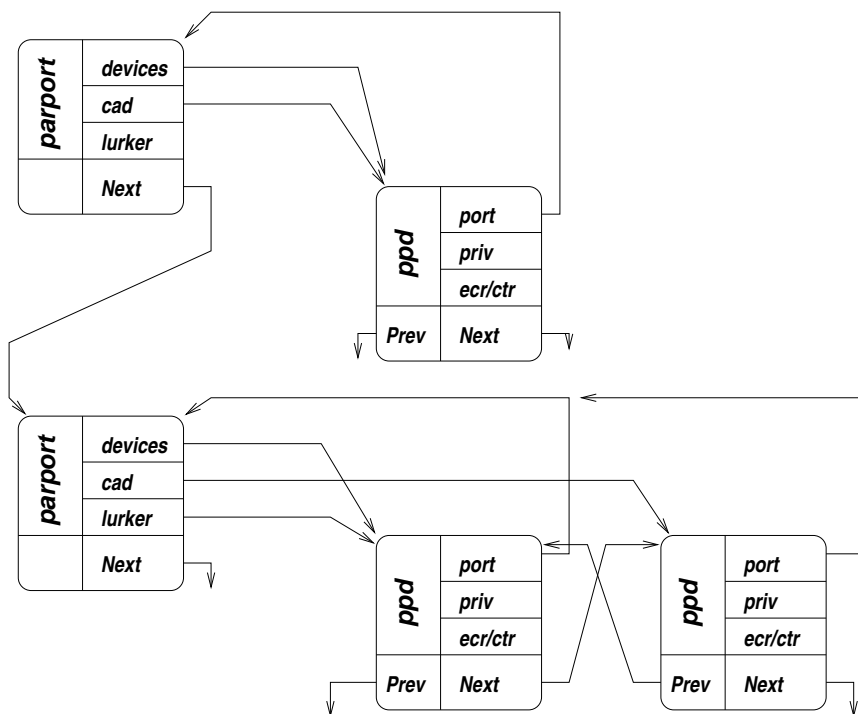 parport
devices
cad
lurker
Next
ppd
port
priv
ecr/ctr
Prev Next
parport
devices
cad
lurker
Next
ppd
port
priv
ecr/ctr
Prev Next
ppd
port
priv
ecr/ctr
Prev Next